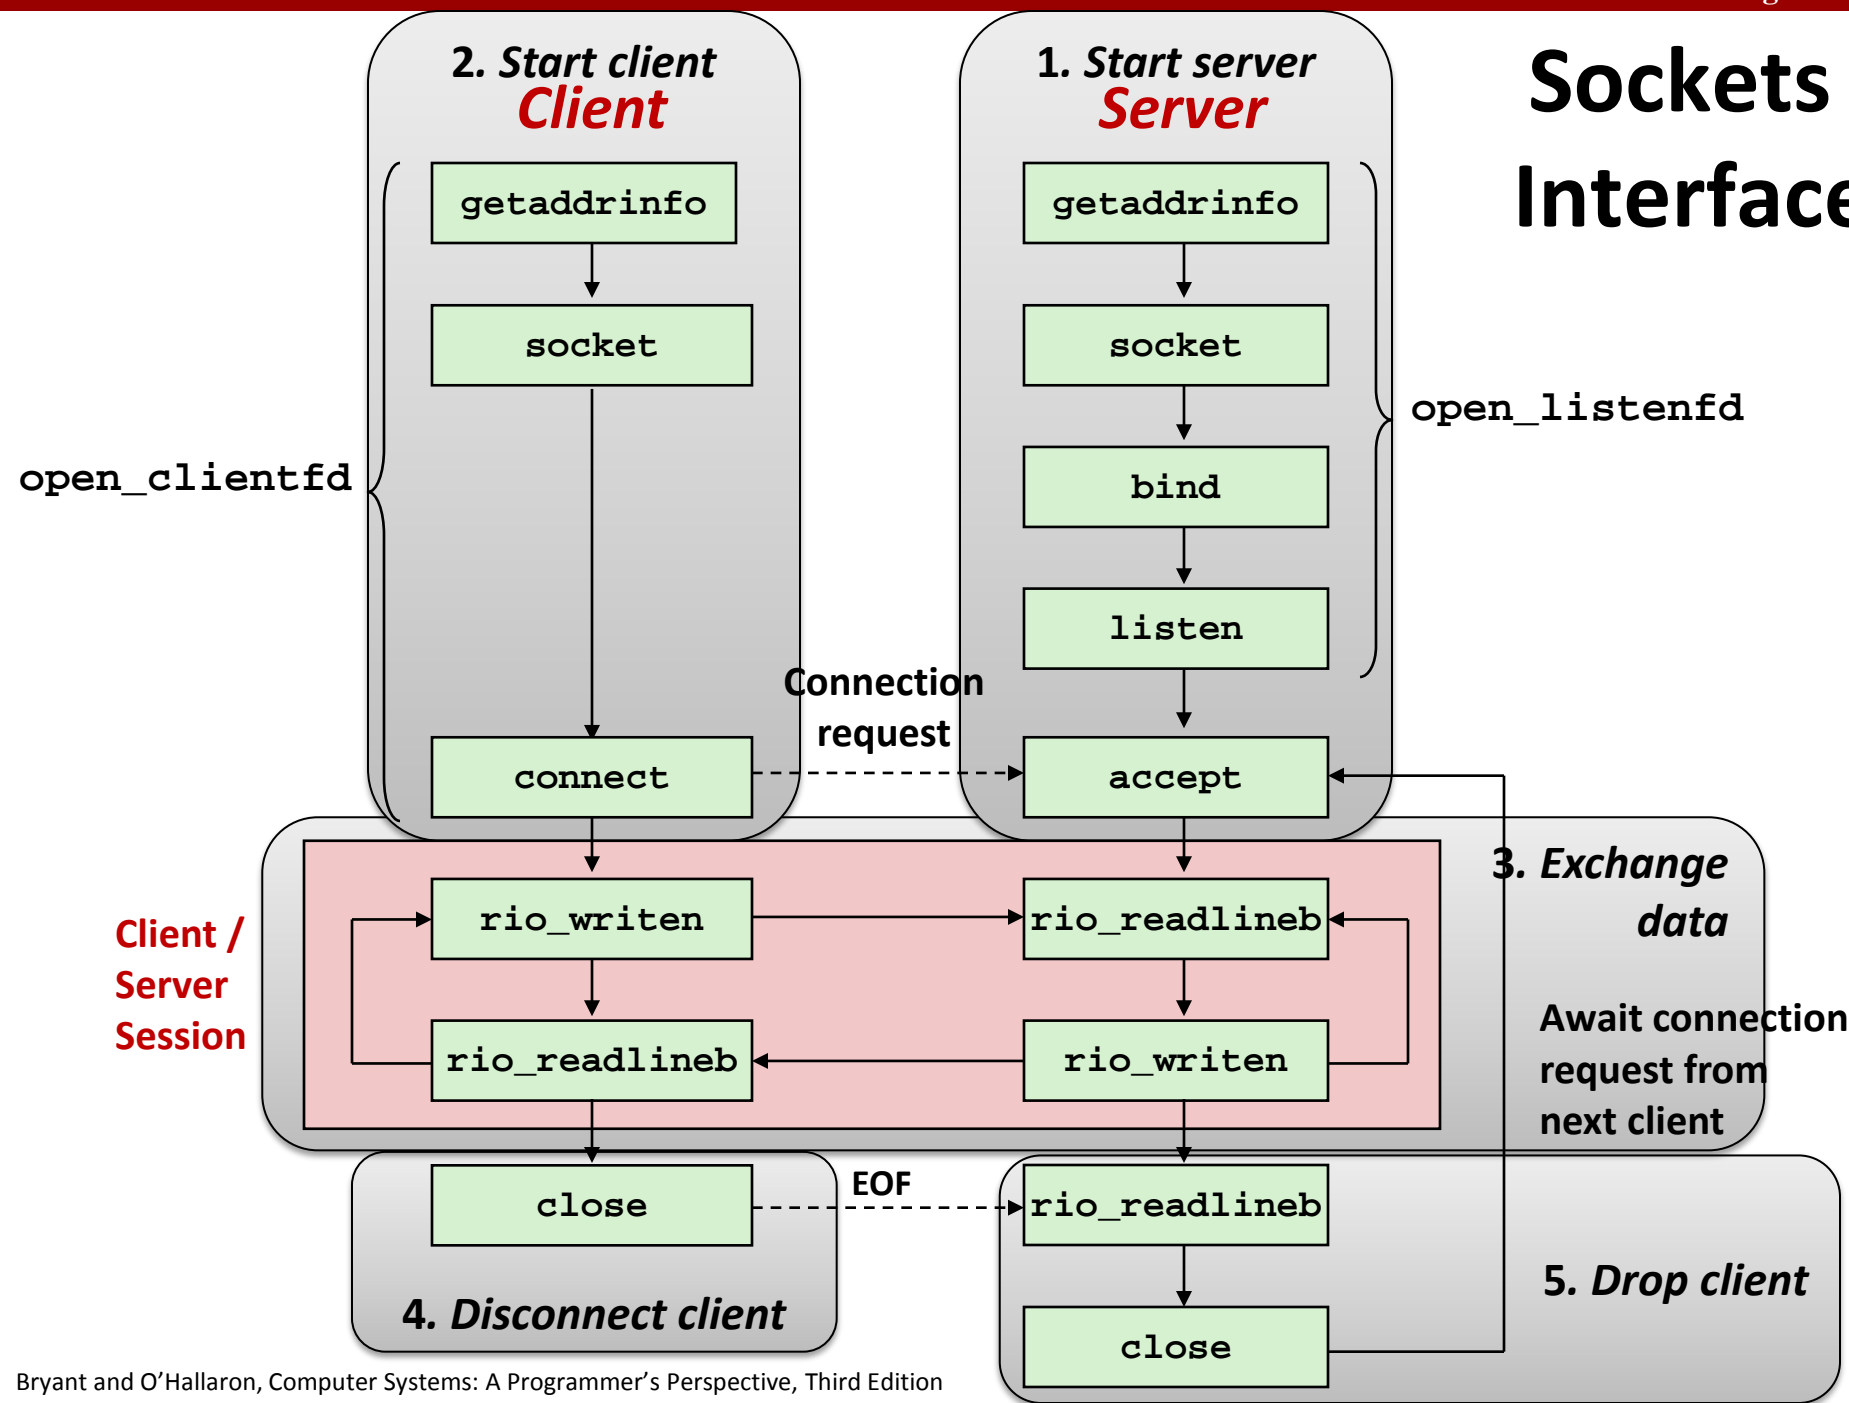 Sockets
Interface
2. Start client
Client
1. Start server
Server
getaddrinfo
getaddrinfo
socket
socket
open_listenfd
open_clientfd
bind
listen
Connection
request
connect
accept
3. Exchange
data
Client /
Server
Session
rio_writen
rio_readlineb
Await connection
request from
next client
rio_readlineb
rio_writen
close
EOF
rio_readlineb
4. Disconnect client
5. Drop client
close
Bryant and O'Hallaron, Computer Systems: A Programmer's Perspective, Third Edition